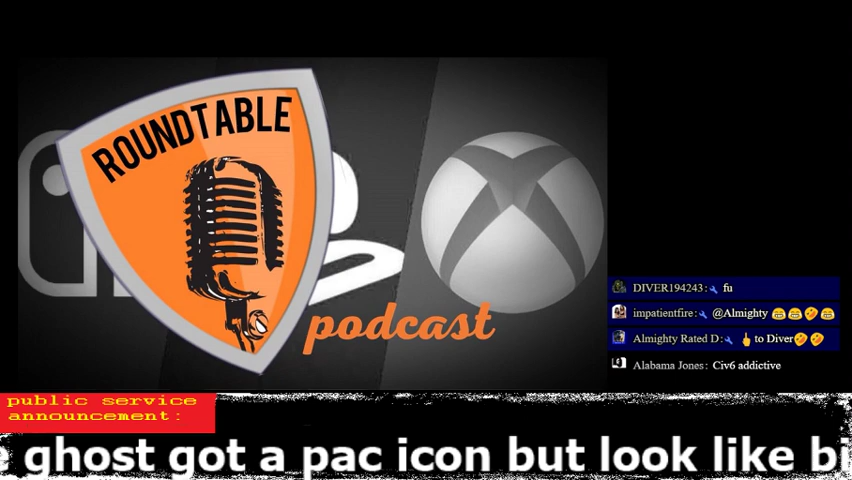 ROUNDTABLE
podcast
DIVER194243: fu
impatientfire: @Almighty 😂😂🤣😂
Almighty Rated D: 🖕to Diver🤣🤣
Alabama Jones: Civ6 addictive
public service
announcement:
ghost got a pac icon but look like bi